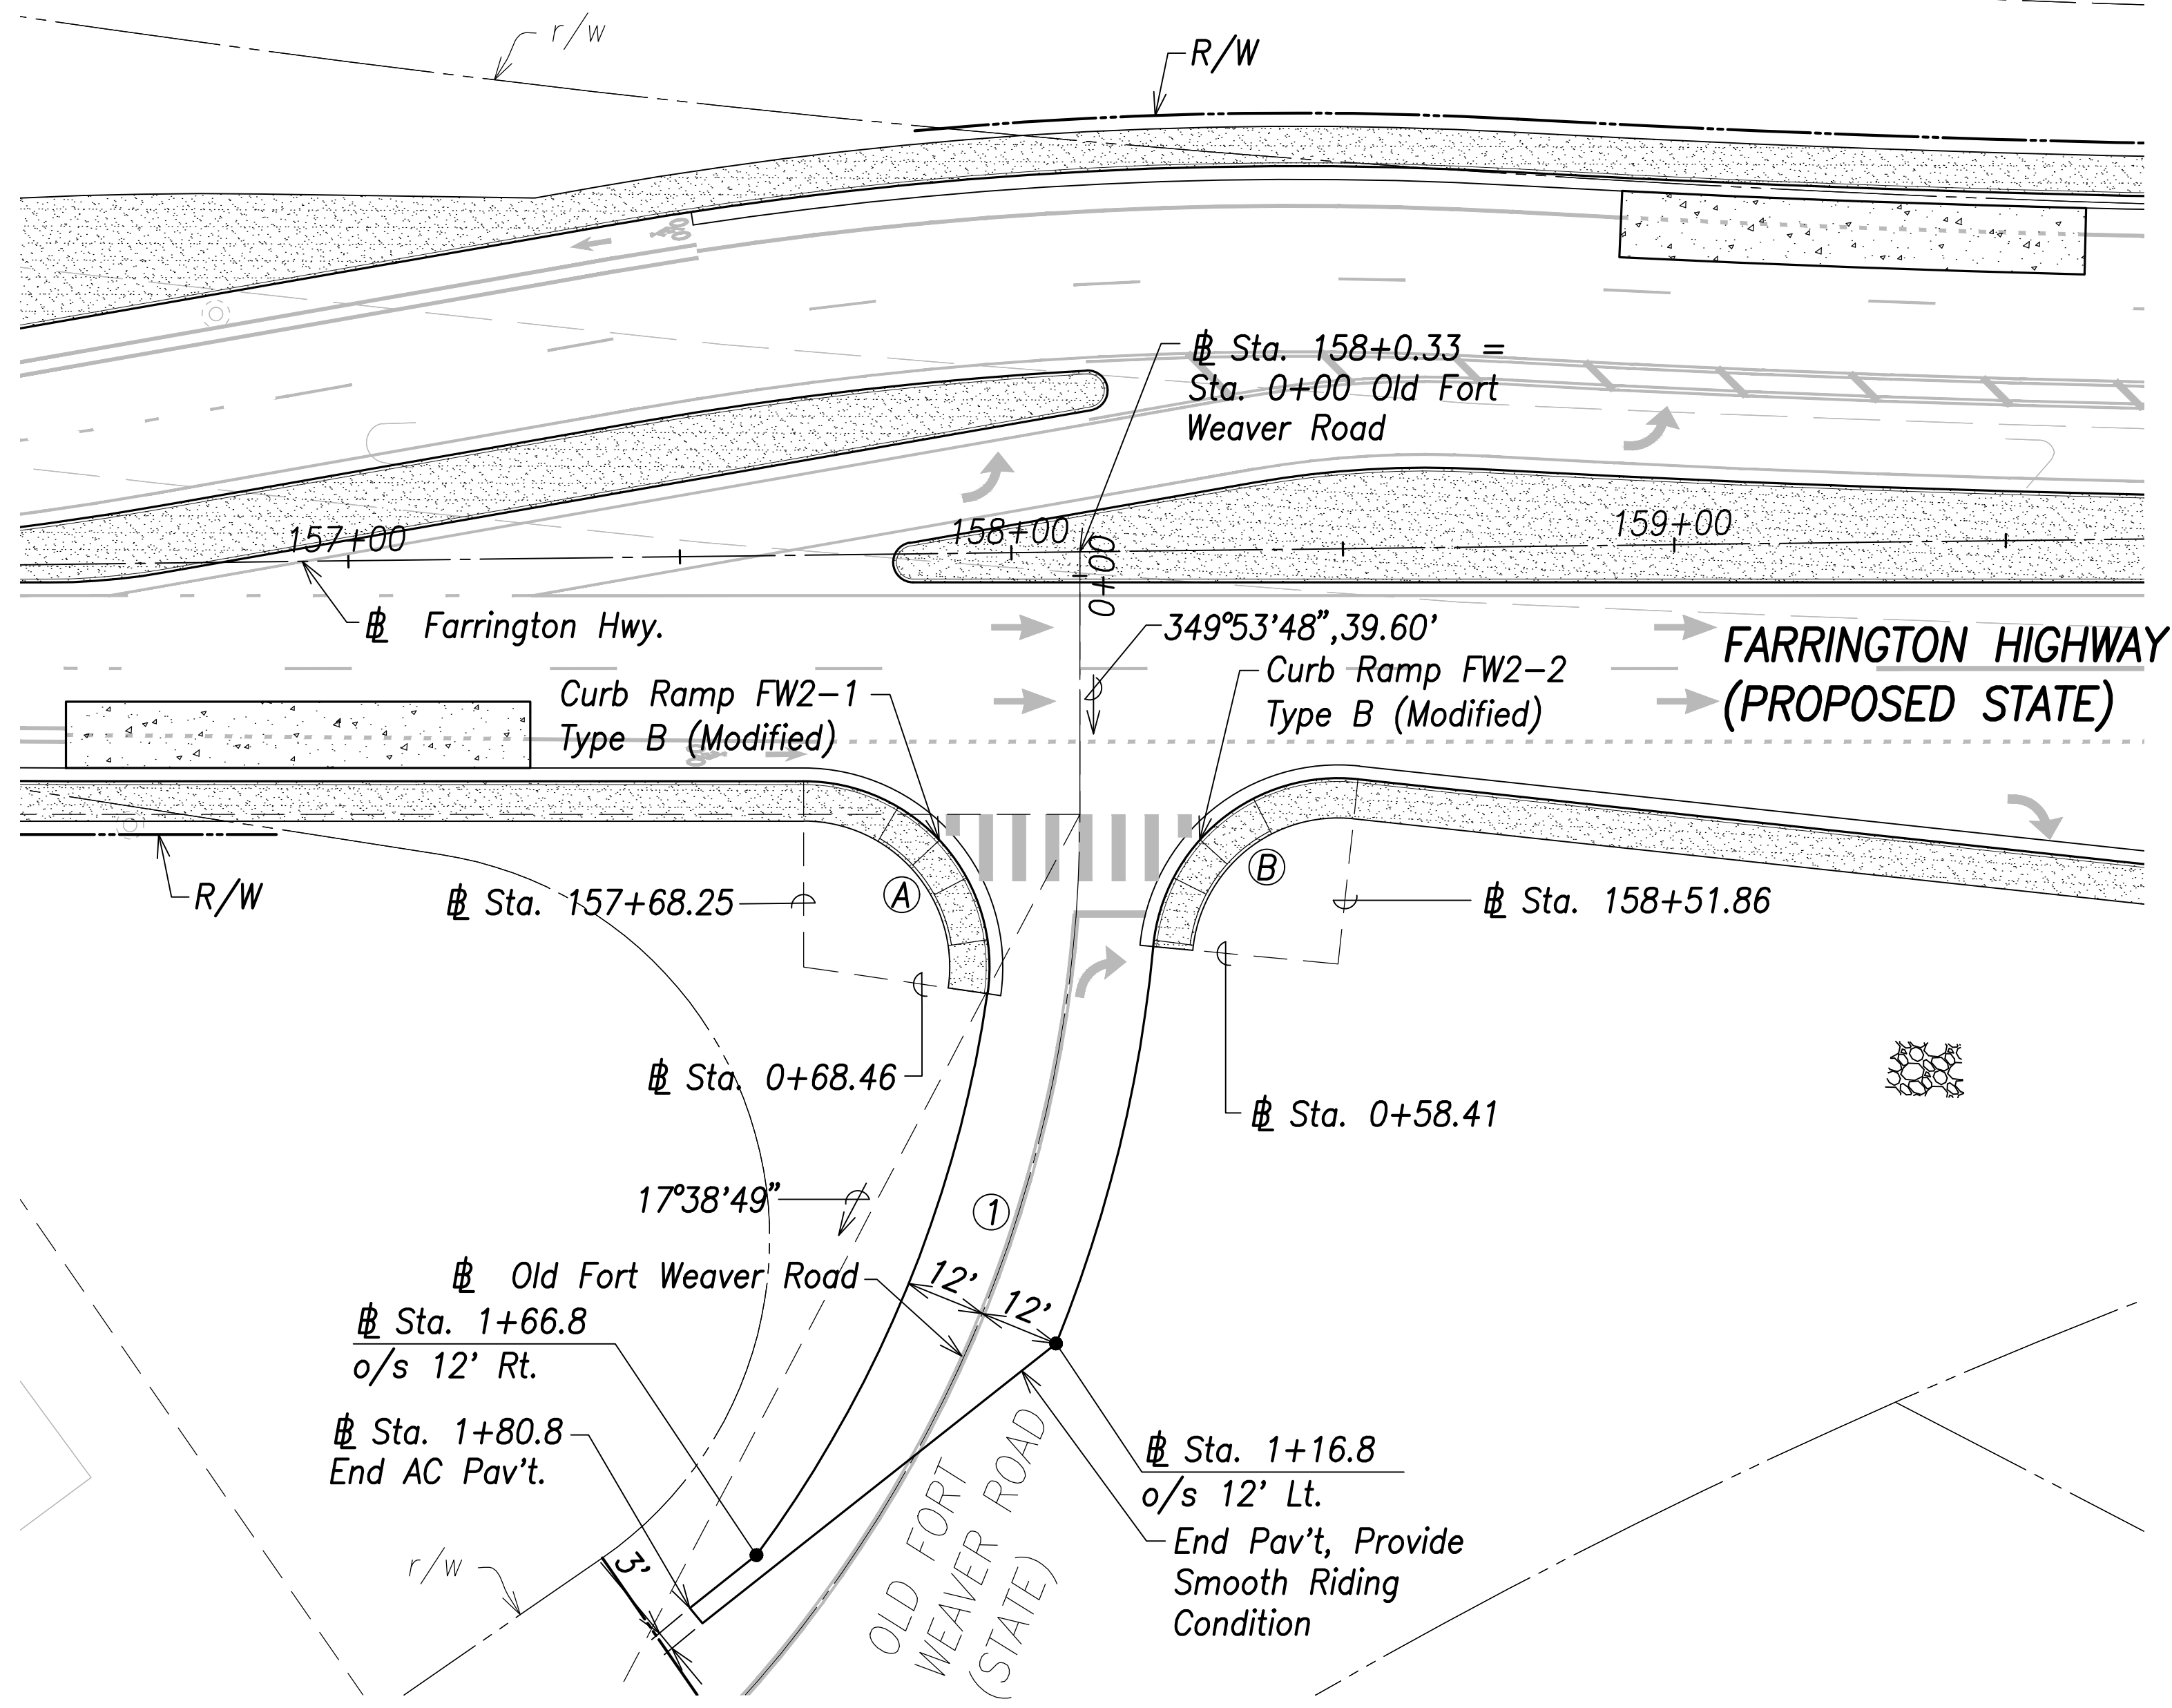 r/w
R/W
℄ Sta. 158+0.33 =
Sta. 0+00 Old Fort
Weaver Road
157+00
158+00
159+00
0+00
℄ Farrington Hwy.
349°53'48",39.60'
FARRINGTON HIGHWAY
(PROPOSED STATE)
Curb Ramp FW2-1
Type B (Modified)
Curb Ramp FW2-2
Type B (Modified)
R/W
A
B
℄ Sta. 157+68.25
℄ Sta. 158+51.86
℄ Sta. 0+68.46
℄ Sta. 0+58.41
17°38'49"
1
℄ Old Fort Weaver Road
12'
12'
℄ Sta. 1+66.8
o/s 12' Rt.
℄ Sta. 1+80.8
End AC Pav't.
℄ Sta. 1+16.8
o/s 12' Lt.
End Pav't, Provide
Smooth Riding
Condition
r/w
3'
OLD FORT
WEAVER ROAD
(STATE)